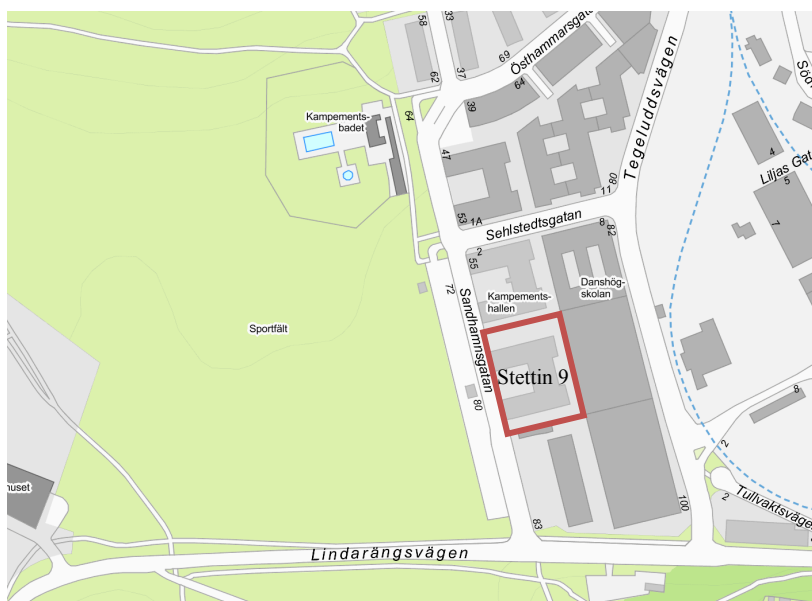 58
33
69
Östhammarsgatan
62
37
64
Tegeluddsvägen
Kampements-
badet
64
39
47
4
Liljas Gat
5
80
11
7
53
1A
Sehlstedtsgatan
8
82
2
55
72
Sandhamnsgatan
Kampements-
hallen
Danshög-
skolan
Sportfält
Stettin 9
80
8
2
huset
2
Tullvaktsväge
100
83
Lindarängsvägen